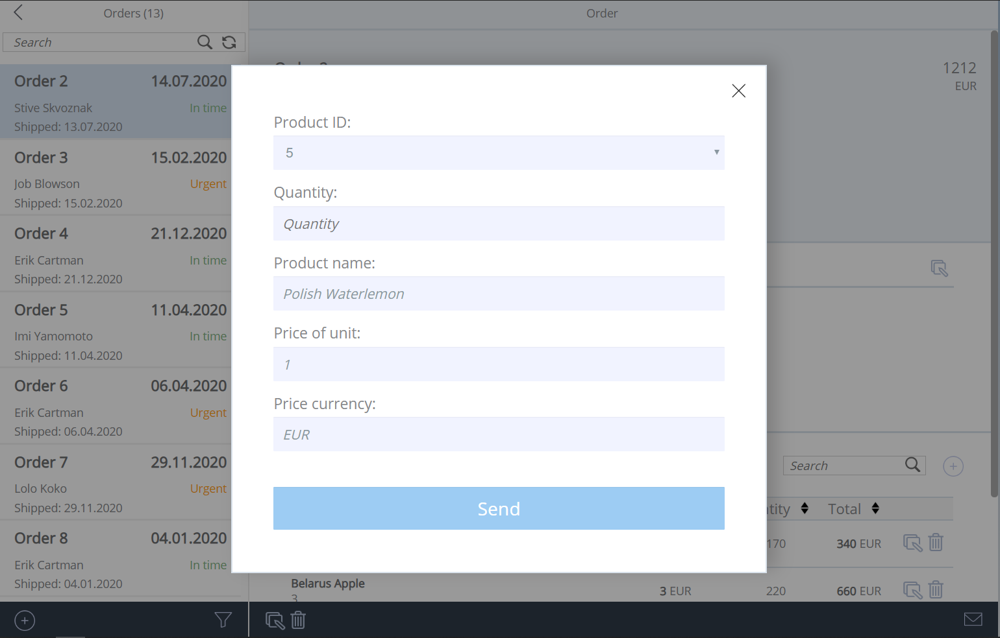 Orders (13)
Order
Search
Order 2 14.07.2020
Stive Skvoznak In time
Shipped: 13.07.2020
Order 3 15.02.2020
Job Blowson Urgent
Shipped: 15.02.2020
Order 4 21.12.2020
Erik Cartman In time
Shipped: 21.12.2020
Order 5 11.04.2020
Imi Yamomoto In time
Shipped: 11.04.2020
Order 6 06.04.2020
Erik Cartman Urgent
Shipped: 06.04.2020
Order 7 29.11.2020
Lolo Koko Urgent
Shipped: 29.11.2020
Order 8 04.01.2020
Erik Cartman In time
Shipped: 04.01.2020
1212
EUR
Product ID:
5
Quantity:
Quantity
Product name:
Polish Waterlemon
Price of unit:
1
Price currency:
EUR
Send
Search
tity Total
170 340 EUR
Belarus Apple
3 EUR 220 660 EUR
3